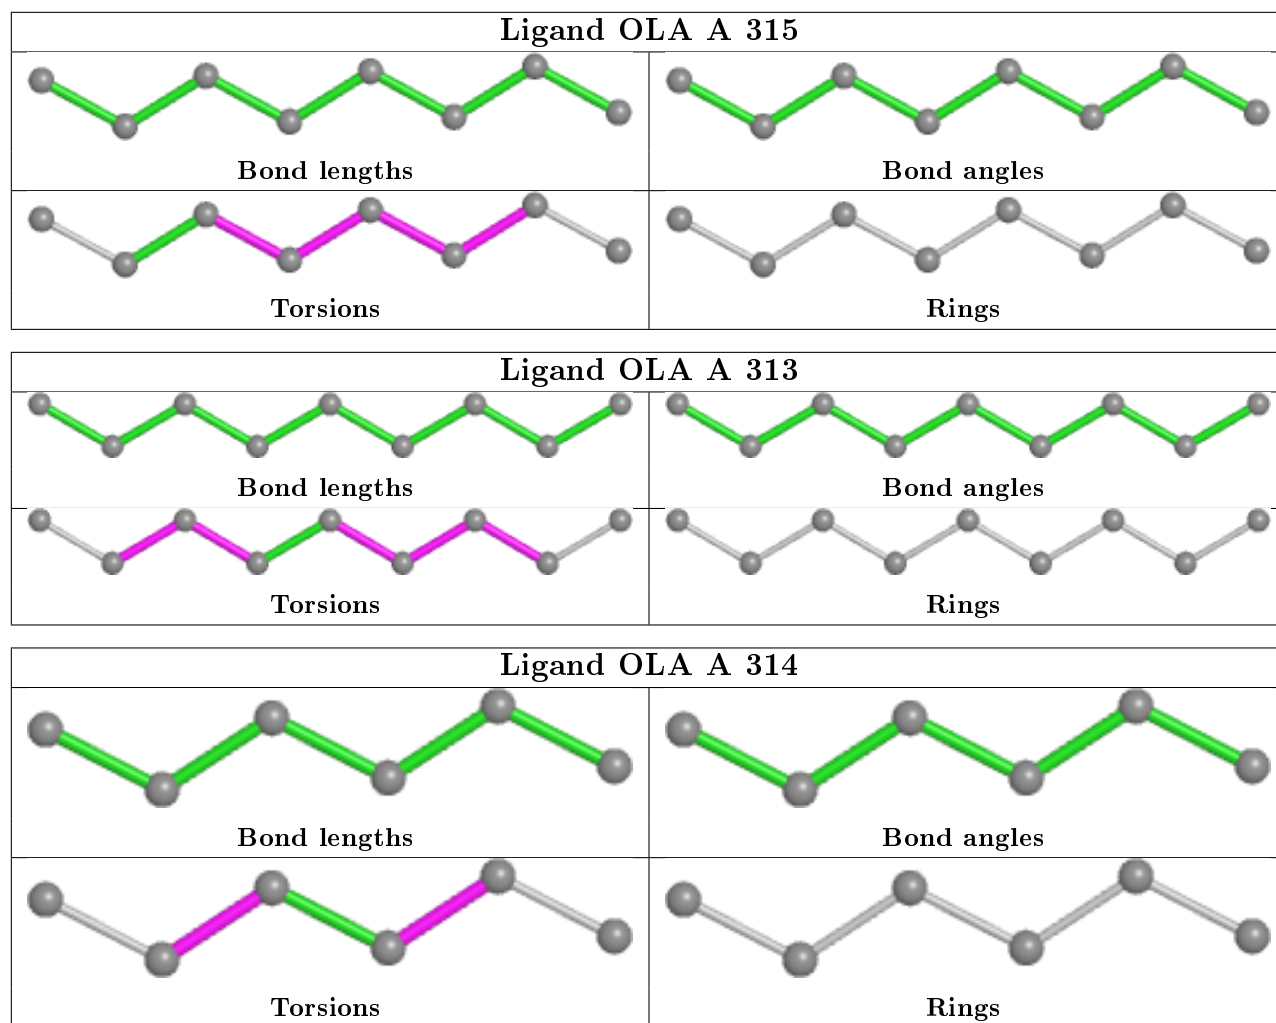 Ligand OLA A 315
Bond lengths
Bond angles
Torsions
Rings
Ligand OLA A 313
Bond lengths
Bond angles
Torsions
Rings
Ligand OLA A 314
Bond lengths
Bond angles
Torsions
Rings